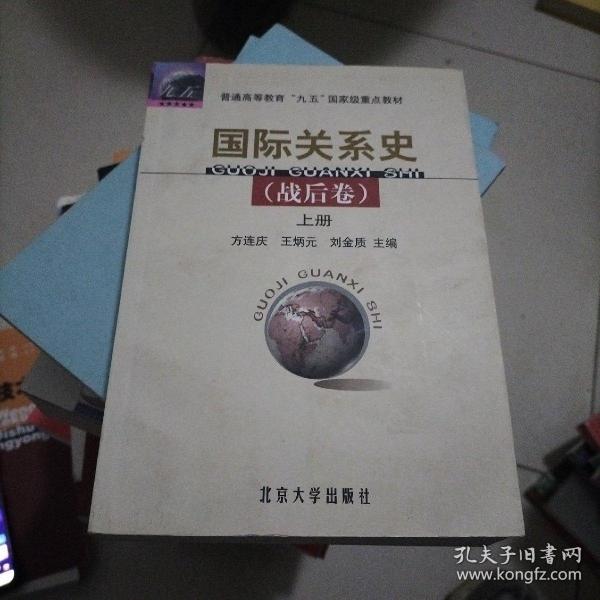 九五
★★★★★
普通高等教育“九五”国家级重点教材
国际关系史
GUOJI GUANXI SHI
（战后卷）
上册
方连庆 王炳元 刘金质 主编
GUOJI GUANXI SHI
北京大学出版社
孔夫子旧书网
www.kongfz.com